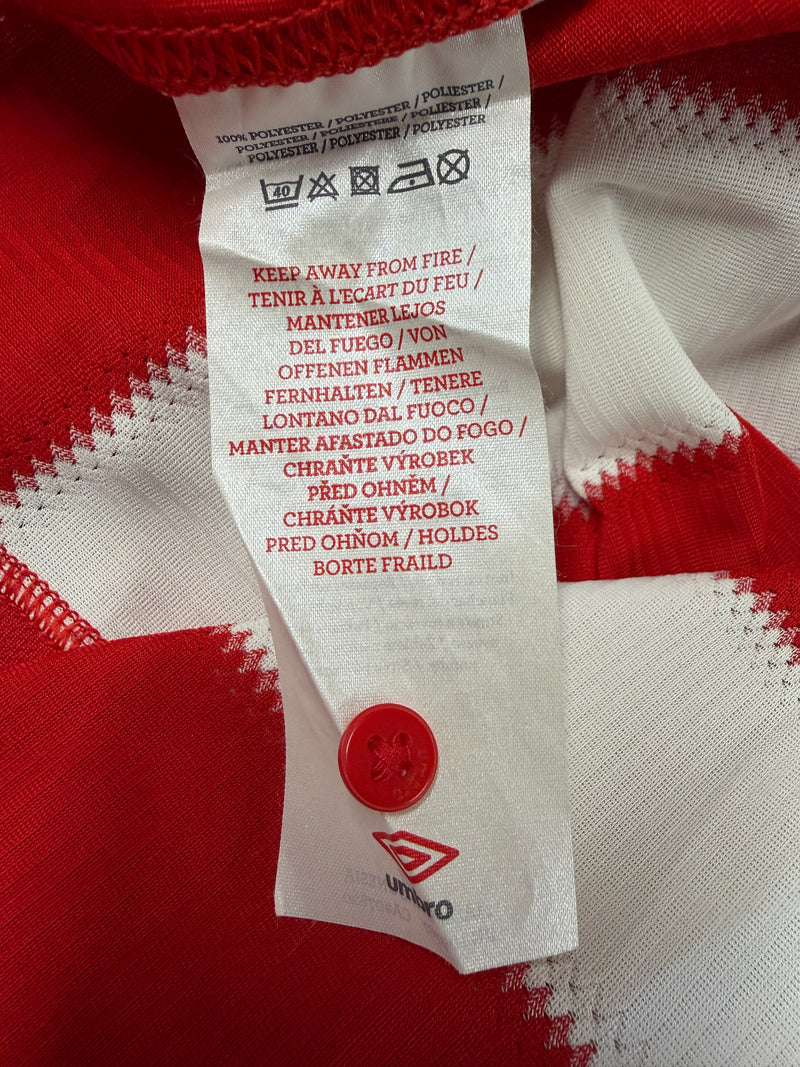 100% POLYESTER / POLYESTER / POLIESTER /
POLYESTER / POLIESTERE / POLIESTER /
POLYESTER / POLYESTER / POLYESTER
40
KEEP AWAY FROM FIRE /
TENIR À L'ECART DU FEU /
MANTENER LEJOS
DEL FUEGO / VON
OFFENEN FLAMMEN
FERNHALTEN / TENERE
LONTANO DAL FUOCO /
MANTER AFASTADO DO FOGO /
CHRAŇTE VÝROBEK
PŘED OHNĚM /
CHRÁŇTE VÝROBOK
PRED OHŇOM / HOLDES
BORTE FRAILD
umbro